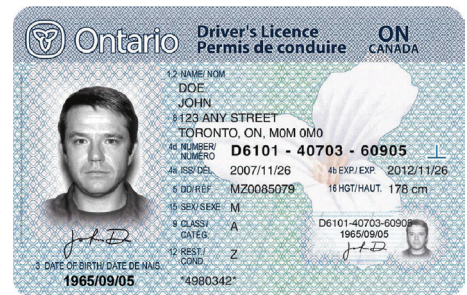 Ontario
Driver's Licence
Permis de conduire
ON
CANADA
1,2 NAME/ NOM
DOE
JOHN
8 123 ANY STREET
TORONTO, ON, M0M 0M0
4d NUMBER/ NUMÉRO D6101 - 40703 - 60905
4a ISS/ DÉL. 2007/11/26 4b EXP./ EXP. 2012/11/26
5 DD/RÉF. MZ0085079 16 HGT/HAUT. 178 cm
15 SEX/ SEXE M
9 CLASS/ CATÉG. A
12 REST./ COND. Z
*4980342*
D6101-40703-60905
1965/09/05
3 DATE OF BIRTH/ DATE DE NAIS.
1965/09/05